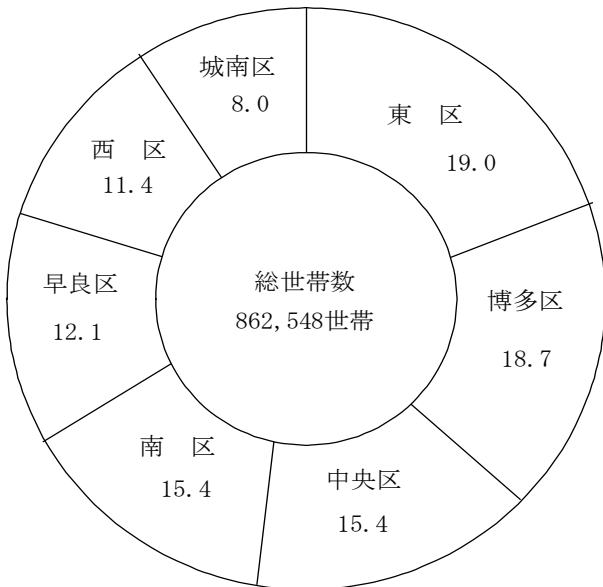 城南区
8.0
東　区
19.0
西　区
11.4
早良区
12.1
総世帯数
862,548世帯
博多区
18.7
南　区
15.4
中央区
15.4